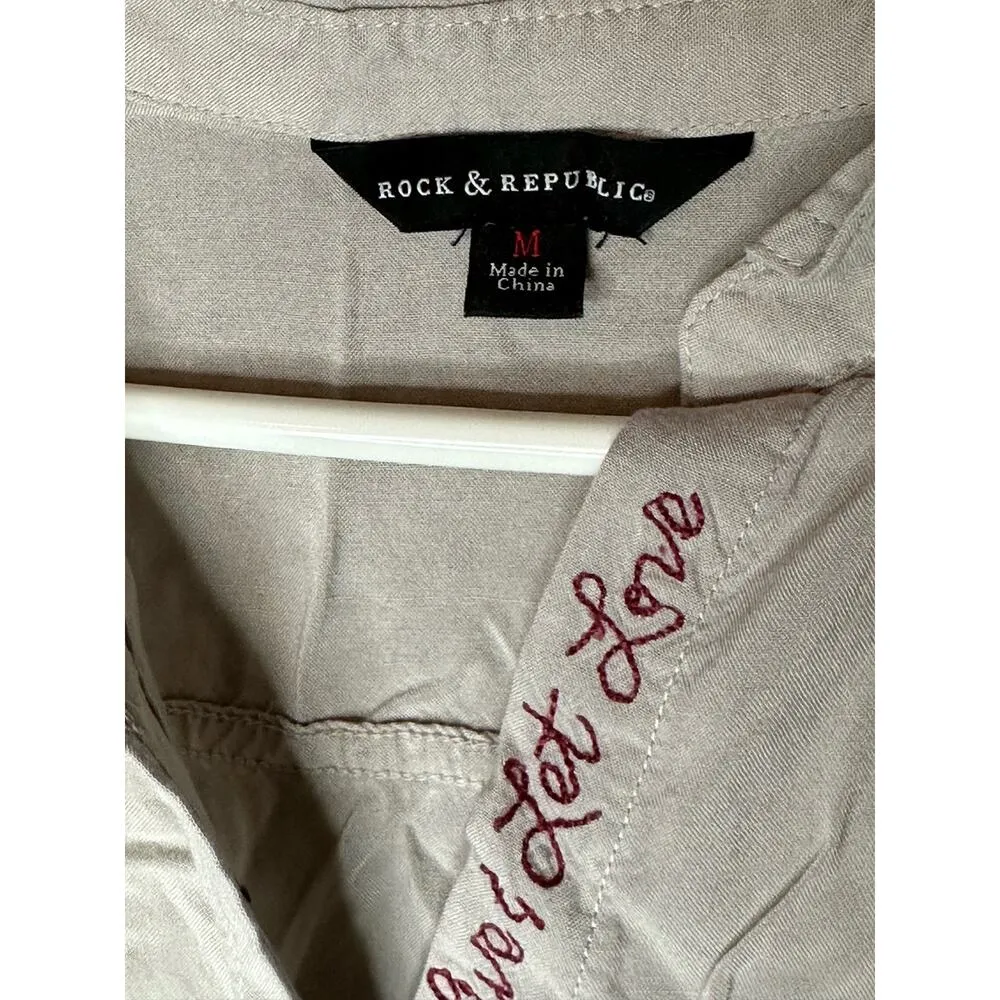 ROCK & REPUBLIC®
M
Made in
China
Let Love